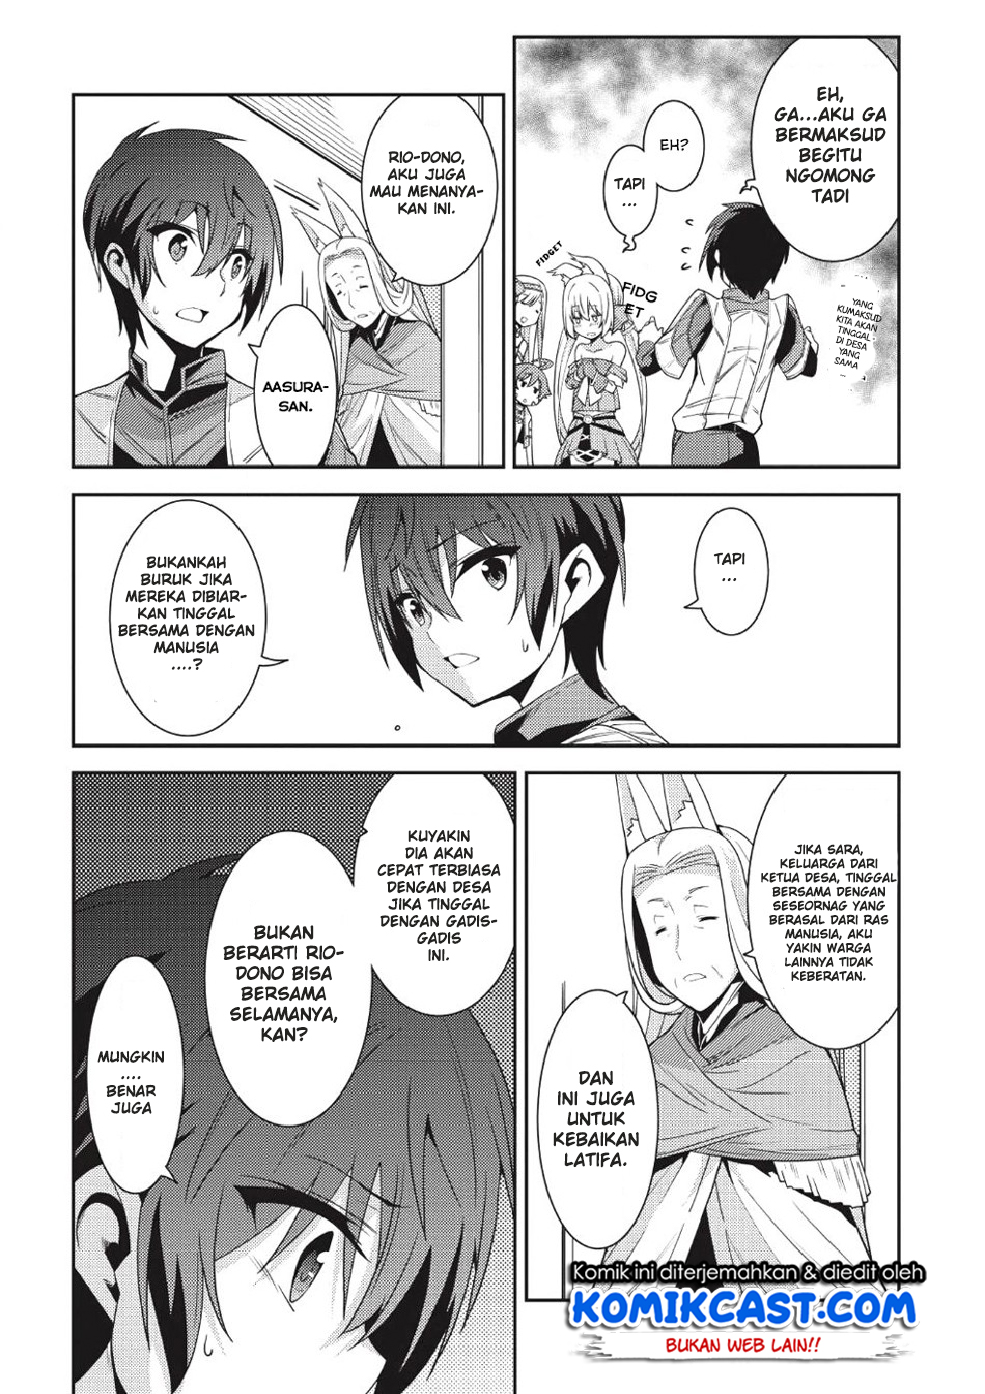 EH,
GA...AKU GA
BERMAKSUD
BEGITU
NGOMONG
TADI
EH?
TAPI
...
FIDGET
FIDG
ET
YANG
KUMAKSUD
KITA AKAN
TINGGAL
DI DESA
YANG
SAMA
...
RIO-DONO,
AKU JUGA
MAU MENANYA-
KAN INI.
AASURA-
SAN.
TAPI
...
BUKANKAH
BURUK JIKA
MEREKA DIBIAR-
KAN TINGGAL
BERSAMA DENGAN
MANUSIA
....?
JIKA SARA,
KELUARGA DARI
KETUA DESA, TINGGAL
BERSAMA DENGAN
SESEORNAG YANG
BERASAL DARI RAS
MANUSIA, AKU
YAKIN WARGA
LAINNYA TIDAK
KEBERATAN.
DAN
INI JUGA
UNTUK
KEBAIKAN
LATIFA.
KUYAKIN
DIA AKAN
CEPAT TERBIASA
DENGAN DESA
JIKA TINGGAL
DENGAN GADIS-
GADIS
INI.
BUKAN
BERARTI RIO-
DONO BISA
BERSAMA
SELAMANYA,
KAN?
MUNGKIN
....
BENAR
JUGA
Komik ini diterjemahkan & diedit oleh
KOMIKCAST.COM
BUKAN WEB LAIN!!